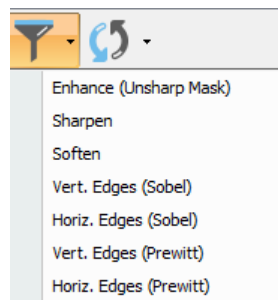 Enhance (Unsharp Mask)
Sharpen
Soften
Vert. Edges (Sobel)
Horiz. Edges (Sobel)
Vert. Edges (Prewitt)
Horiz. Edges (Prewitt)